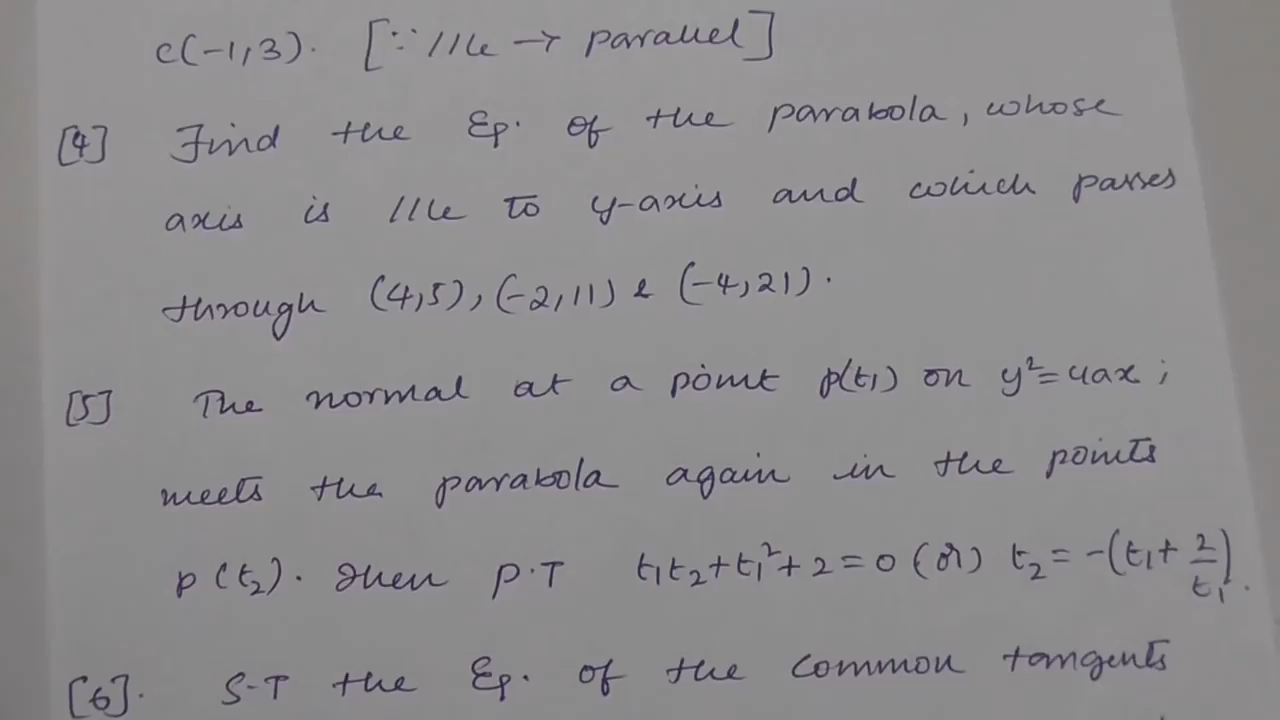 c(-1,3). [∵ //le → parallel]
[4] Find the Eq. of the parabola, whose
axis is //le to y-axis and which passes
through (4,5), (-2,11) & (-4,21).
[5] The normal at a point p(t₁) on y²=4ax;
meets the parabola again in the points
p(t₂). Then P.T t₁t₂+t₁²+2=0 (or) t₂=-(t₁+2/t₁).
[6]. S-T the Eq. of the common tangents